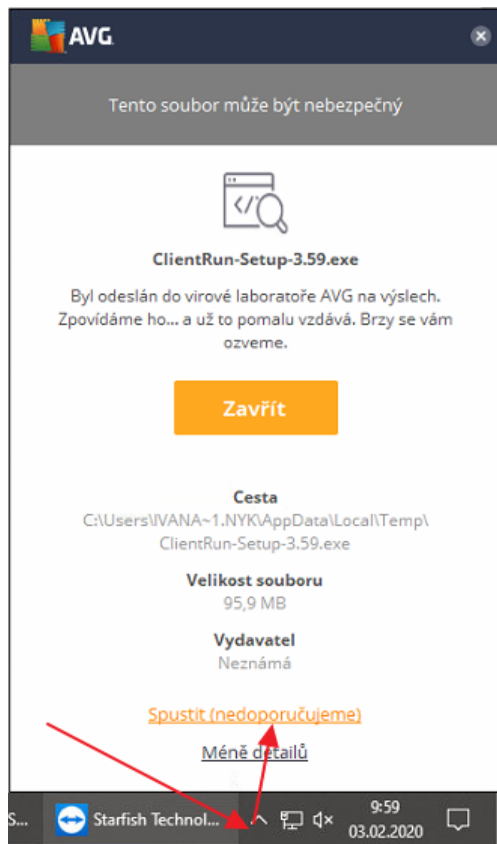 AVG
Tento soubor může být nebezpečný
ClientRun-Setup-3.59.exe
Byl odeslán do virové laboratoře AVG na výslech.
Zpovídáme ho... a už to pomalu vzdává. Brzy se vám
ozveme.
Zavřít
Cesta
C:\Users\IVANA~1.NYK\AppData\Local\Temp\
ClientRun-Setup-3.59.exe
Velikost souboru
95,9 MB
Vydavatel
Neznámá
Spustit (nedoporučujeme)
Méně detailů
S...
Starfish Technol...
9:59
03.02.2020